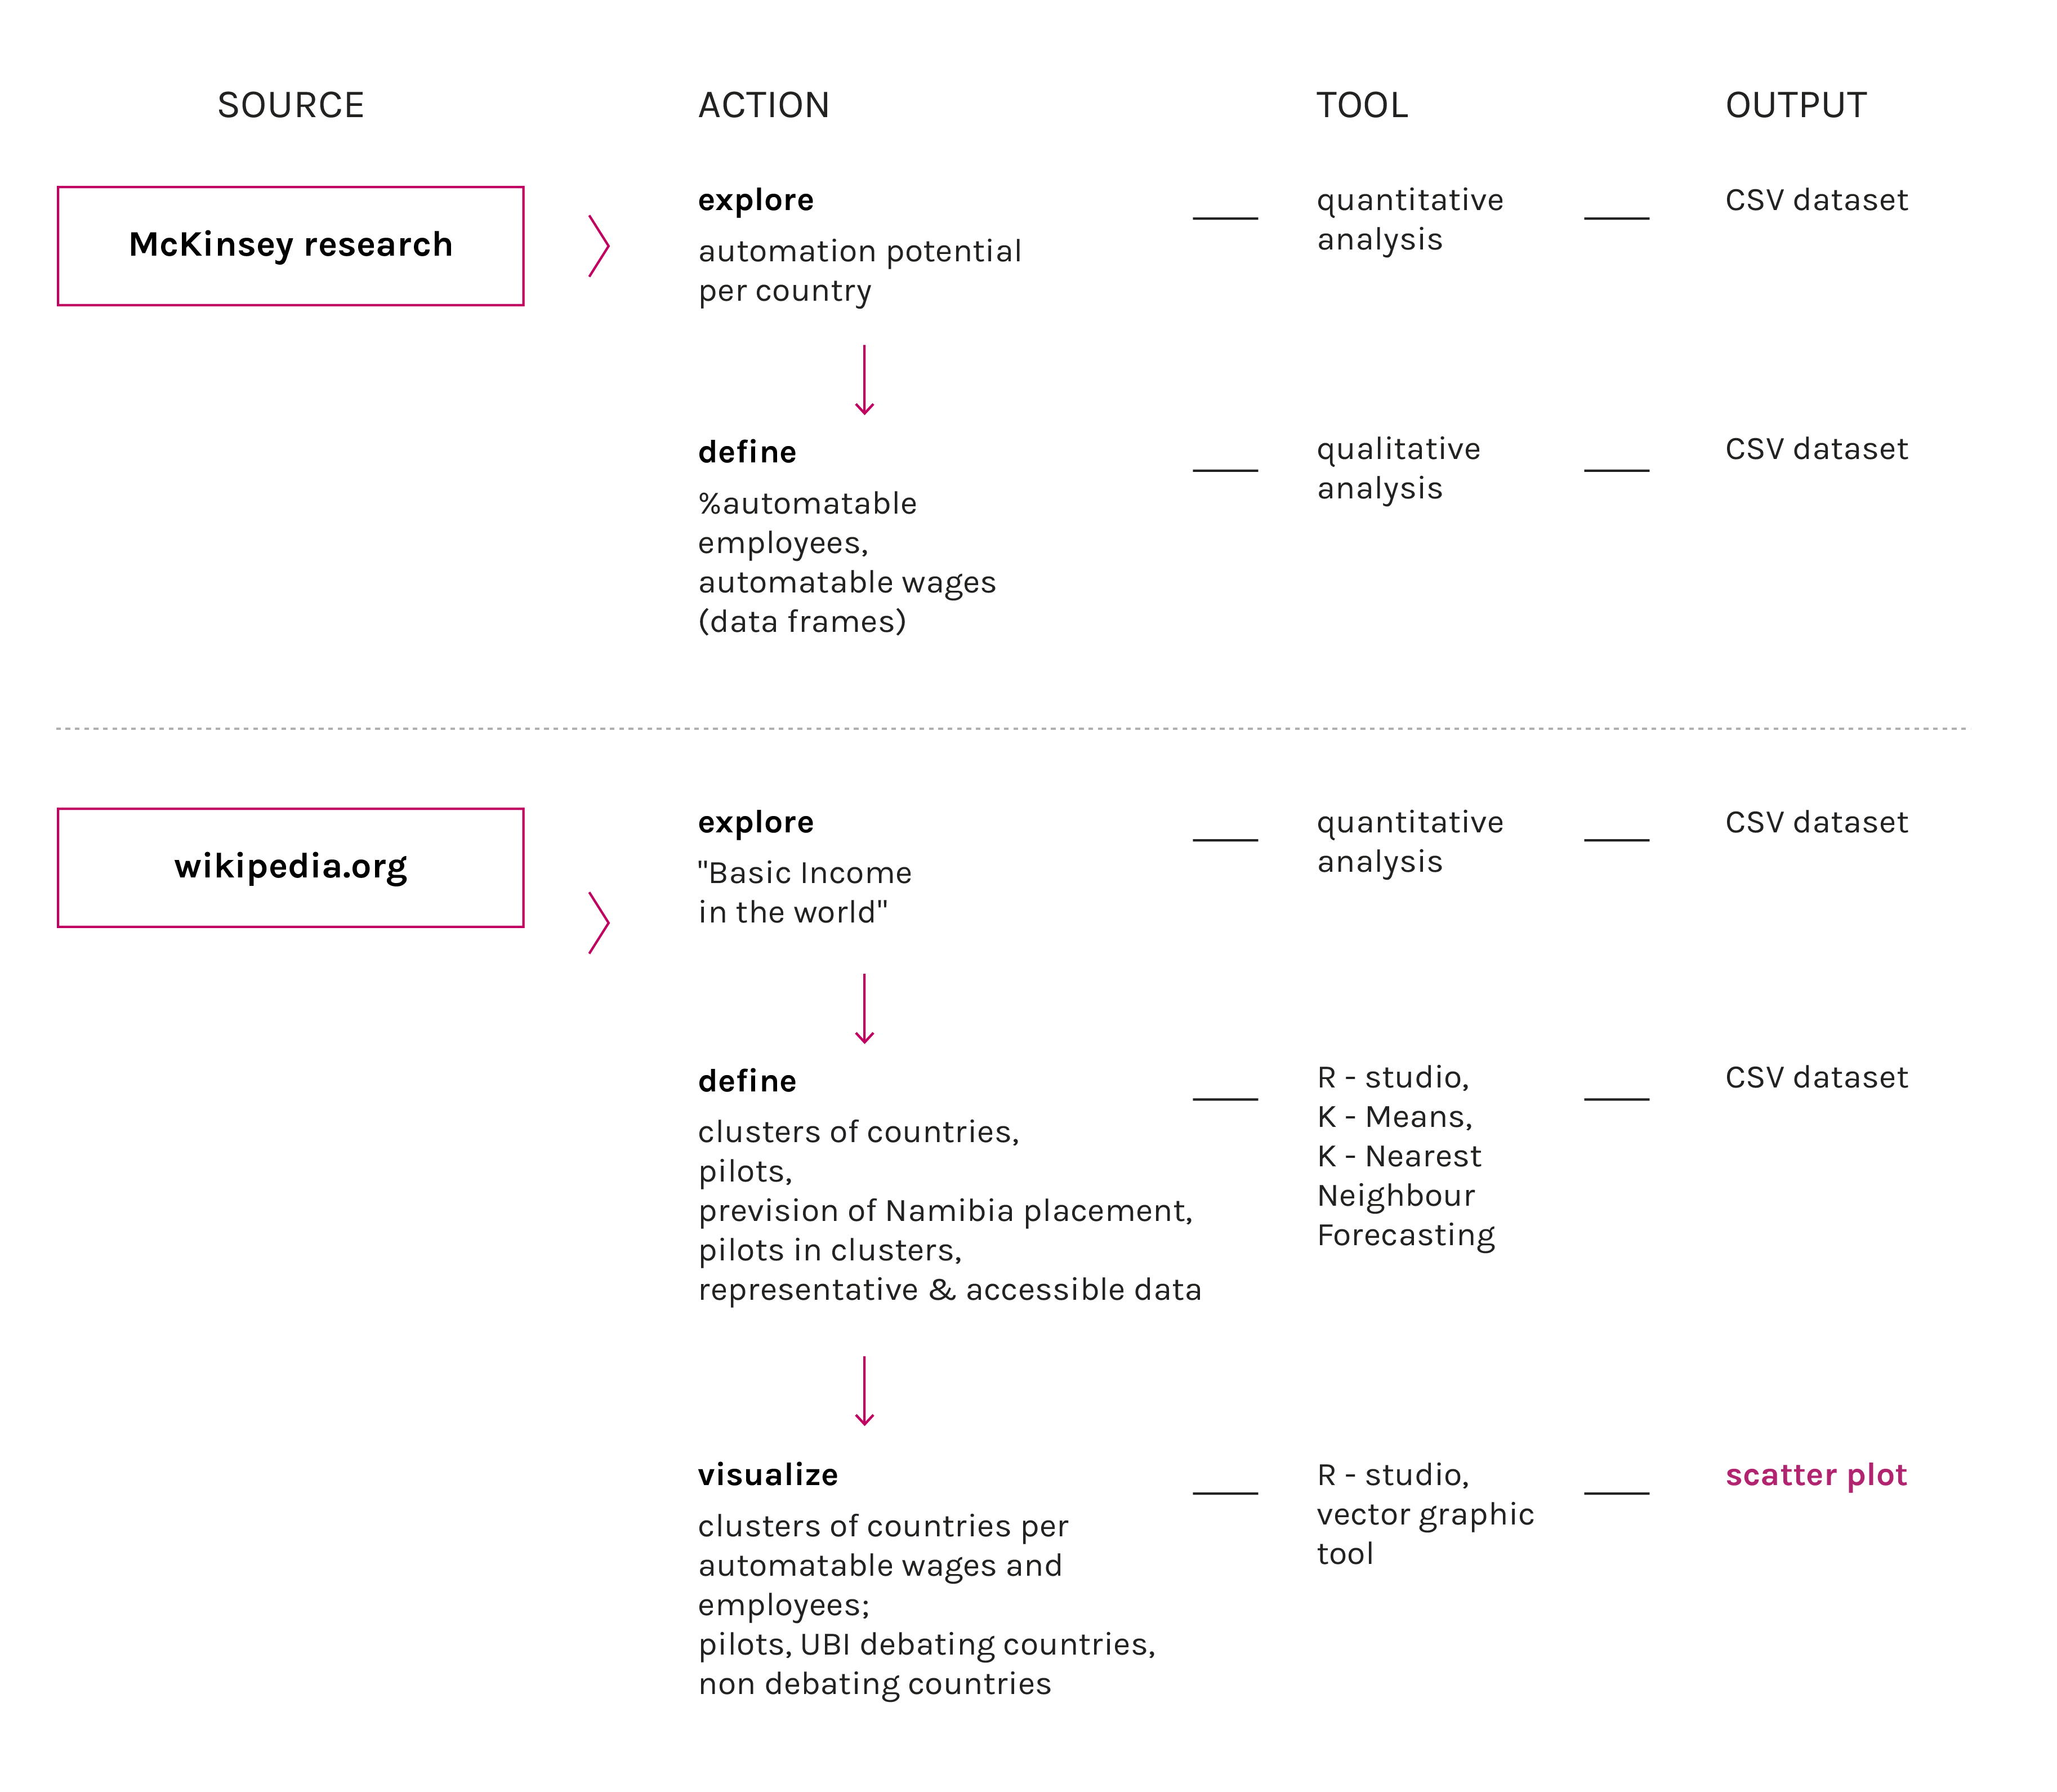 SOURCE
ACTION
TOOL
OUTPUT
McKinsey research
explore
automation potential
per country
quantitative
analysis
CSV dataset
define
%automatable
employees,
automatable wages
(data frames)
qualitative
analysis
CSV dataset
wikipedia.org
explore
"Basic Income
in the world"
quantitative
analysis
CSV dataset
define
clusters of countries,
pilots,
prevision of Namibia placement,
pilots in clusters,
representative & accessible data
R - studio,
K - Means,
K - Nearest
Neighbour
Forecasting
CSV dataset
visualize
clusters of countries per
automatable wages and
employees;
pilots, UBI debating countries,
non debating countries
R - studio,
vector graphic
tool
scatter plot